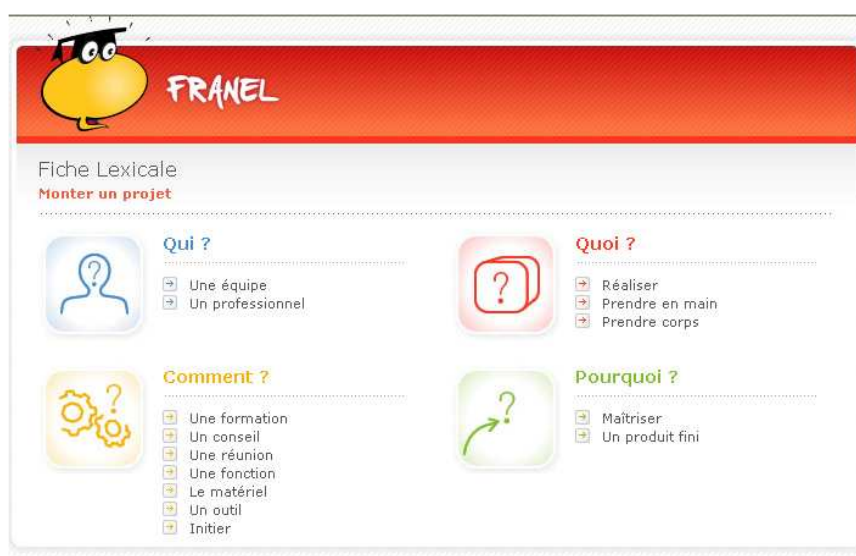 FRANEL
Fiche Lexicale
Monter un projet
Qui ?
Une équipe
Un professionnel
Quoi ?
Réaliser
Prendre en main
Prendre corps
Comment ?
Une formation
Un conseil
Une réunion
Une fonction
Le matériel
Un outil
Initier
Pourquoi ?
Maîtriser
Un produit fini